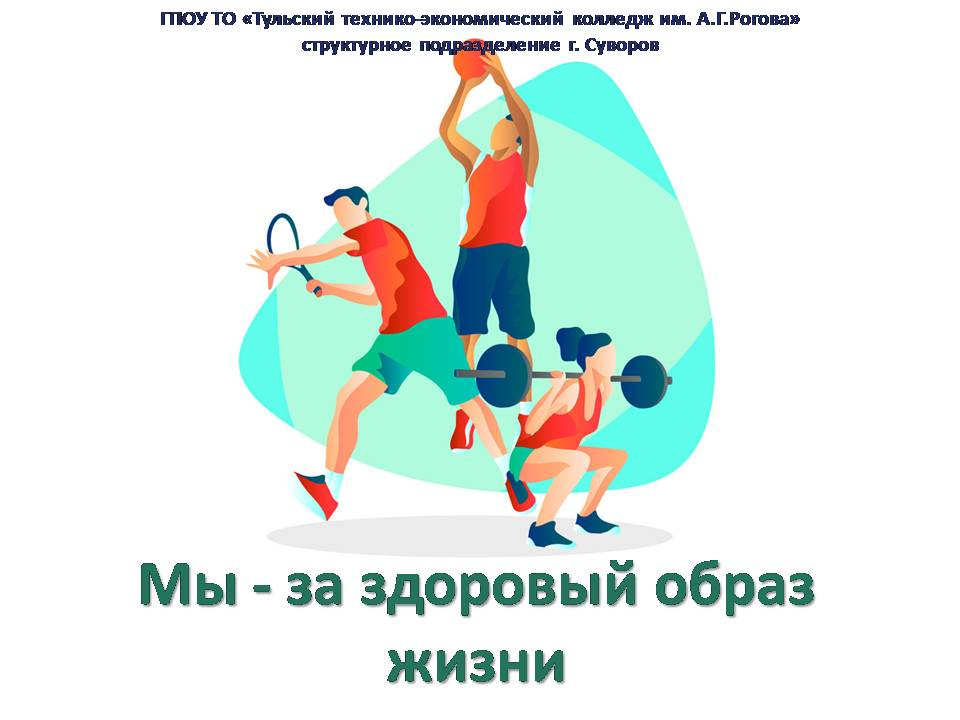 ГПОУ ТО «Тульский технико-экономический колледж им. А.Г.Рогова»
структурное подразделение г. Суворов
Мы - за здоровый образ
жизни